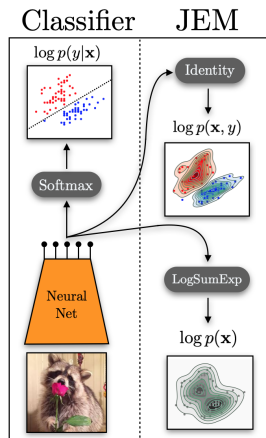 Classifier
JEM
log p(y|x)
Identity
log p(x, y)
Softmax
LogSumExp
Neural
Net
log p(x)